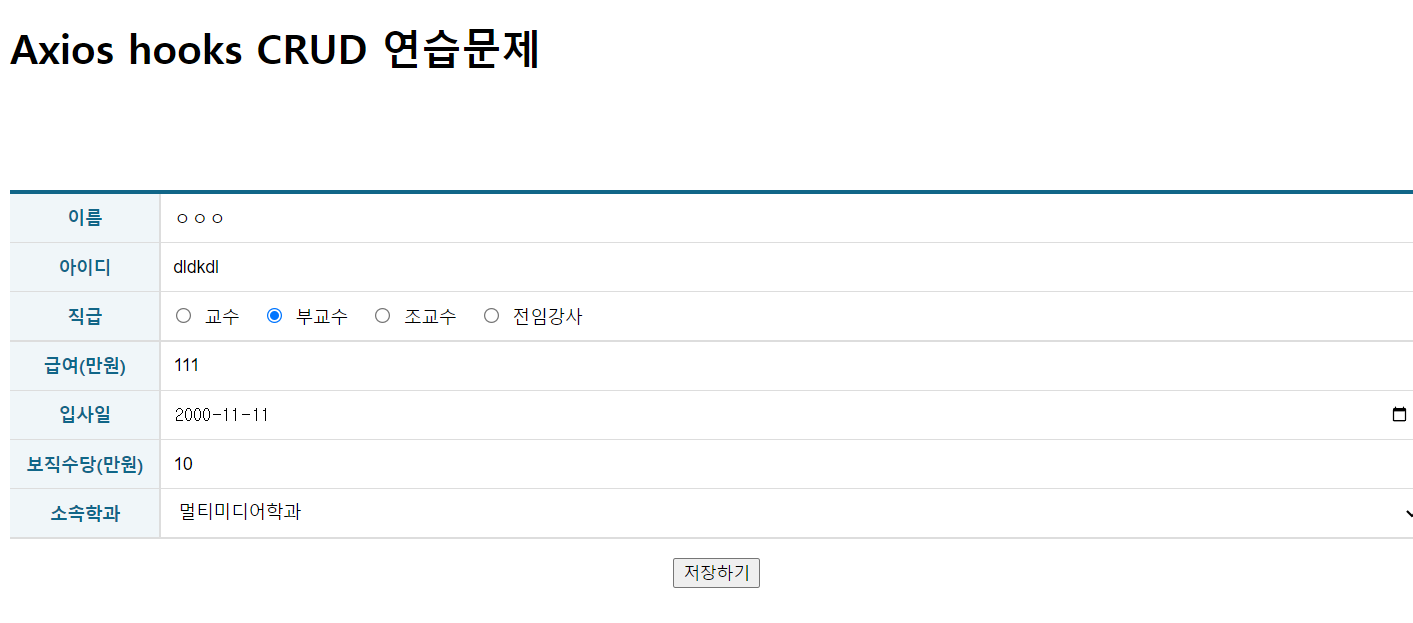 Axios hooks CRUD 연습문제
이름 ㅇㅇㅇ
아이디 dldkdl
직급 교수 부교수 조교수 전임강사
급여(만원) 111
입사일 2000-11-11
보직수당(만원) 10
소속학과 멀티미디어학과
저장하기